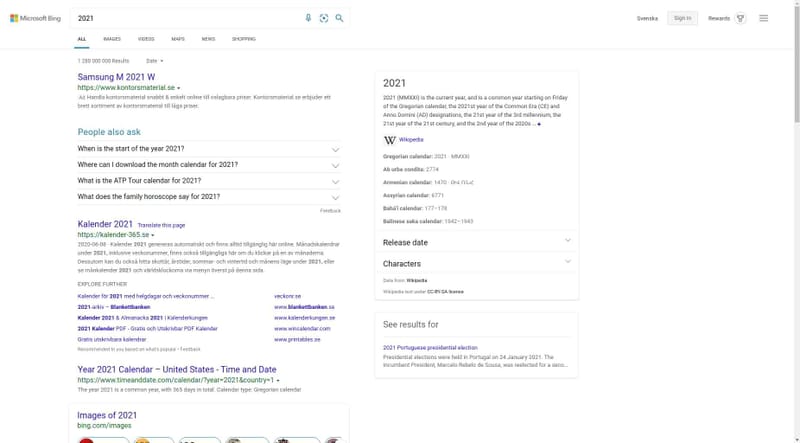 Microsoft Bing
2021
Svenska
Sign in
Rewards
ALL
IMAGES
VIDEOS
MAPS
NEWS
SHOPPING
1 280 000 000 Results
Date
Samsung M 2021 W
https://www.kontorsmaterial.se
Ad Handla kontorsmaterial snabbt & enkelt online till oslagbara priser. Kontorsmaterial.se erbjuder ett
brett sortiment av kontorsmaterial till låga priser.
People also ask
When is the start of the year 2021?
Where can I download the month calendar for 2021?
What is the ATP Tour calendar for 2021?
What does the family horoscope say for 2021?
Feedback
Kalender 2021 Translate this page
https://kalender-365.se
2020-06-08 · Kalender 2021 genereras automatiskt och finns alltid tillgänglig här online. Månadskalendrar
under 2021, inklusive veckonummer, finns också tillgängliga här om du klickar på en av månaderna.
Dessutom kan du också hitta skottår, årstider, sommar- och vintertid och månens läge under 2021, eller
se månkalender 2021 och världsklockorna via menyn överst på denna sida.
EXPLORE FURTHER
Kalender för 2021 med helgdagar och veckonummer ... veckonr.se
2021-arkiv – BlankettBanken www.blankettbanken.se
Kalender 2021 & Almanacka 2021 | Kalenderkungen www.kalenderkungen.se
2021 Kalender PDF - Gratis och Utskrivbar PDF Kalender www.wincalendar.com
Gratis utskrivbara kalendrar www.printables.se
Recommended to you based on what's popular • Feedback
Year 2021 Calendar – United States - Time and Date
https://www.timeanddate.com/calendar/?year=2021&country=1
The year 2021 is a common year, with 365 days in total. Calendar type: Gregorian calendar
Images of 2021
bing.com/images
2021
2021 (MMXXI) is the current year, and is a common year starting on Friday
of the Gregorian calendar, the 2021st year of the Common Era (CE) and
Anno Domini (AD) designations, the 21st year of the 3rd millennium, the
21st year of the 21st century, and the 2nd year of the 2020s ...
W Wikipedia
Gregorian calendar: 2021 · MMXXI
Ab urbe condita: 2774
Armenian calendar: 1470 ·
Assyrian calendar: 6771
Bahá'í calendar: 177–178
Balinese saka calendar: 1942–1943
Release date
Characters
Data from: Wikipedia
Wikipedia text under CC-BY-SA license
See results for
2021 Portuguese presidential election
Presidential elections were held in Portugal on 24 January 2021. The
incumbent President, Marcelo Rebelo de Sousa, was reelected for a seco...